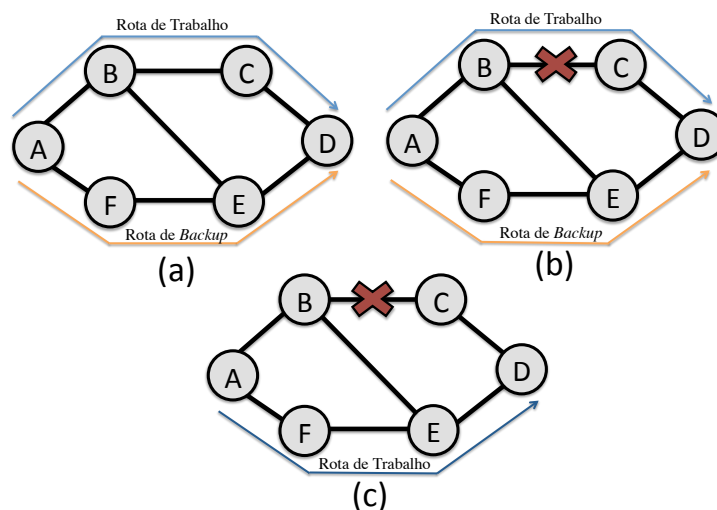 Rota de Trabalho
B
C
A
D
F
E
Rota de Backup
(a)
Rota de Trabalho
B
C
A
D
F
E
Rota de Backup
(b)
B
C
A
D
F
E
Rota de Trabalho
(c)